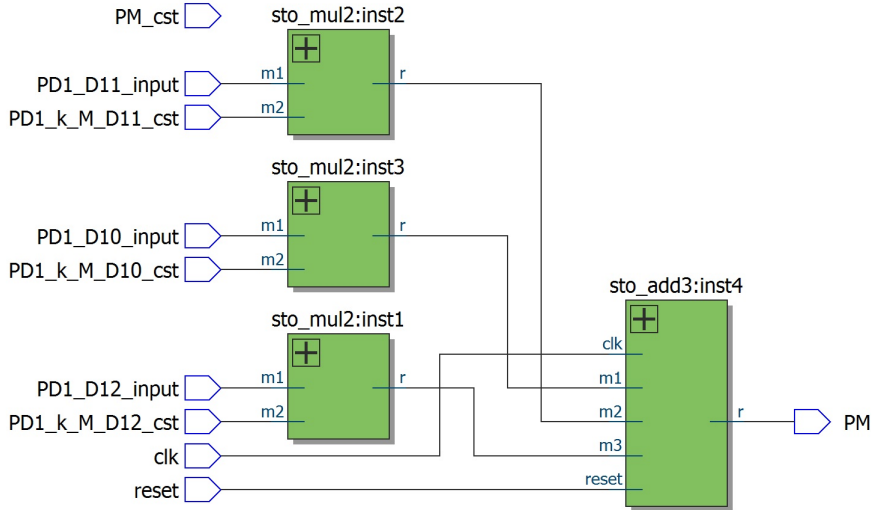 PM_cst
sto_mul2:inst2
PD1_D11_input
m1
r
PD1_k_M_D11_cst
m2
sto_mul2:inst3
PD1_D10_input
m1
r
PD1_k_M_D10_cst
m2
sto_add3:inst4
sto_mul2:inst1
clk
PD1_D12_input
m1
r
m1
PD1_k_M_D12_cst
m2
m2
r
PM
clk
m3
reset
reset